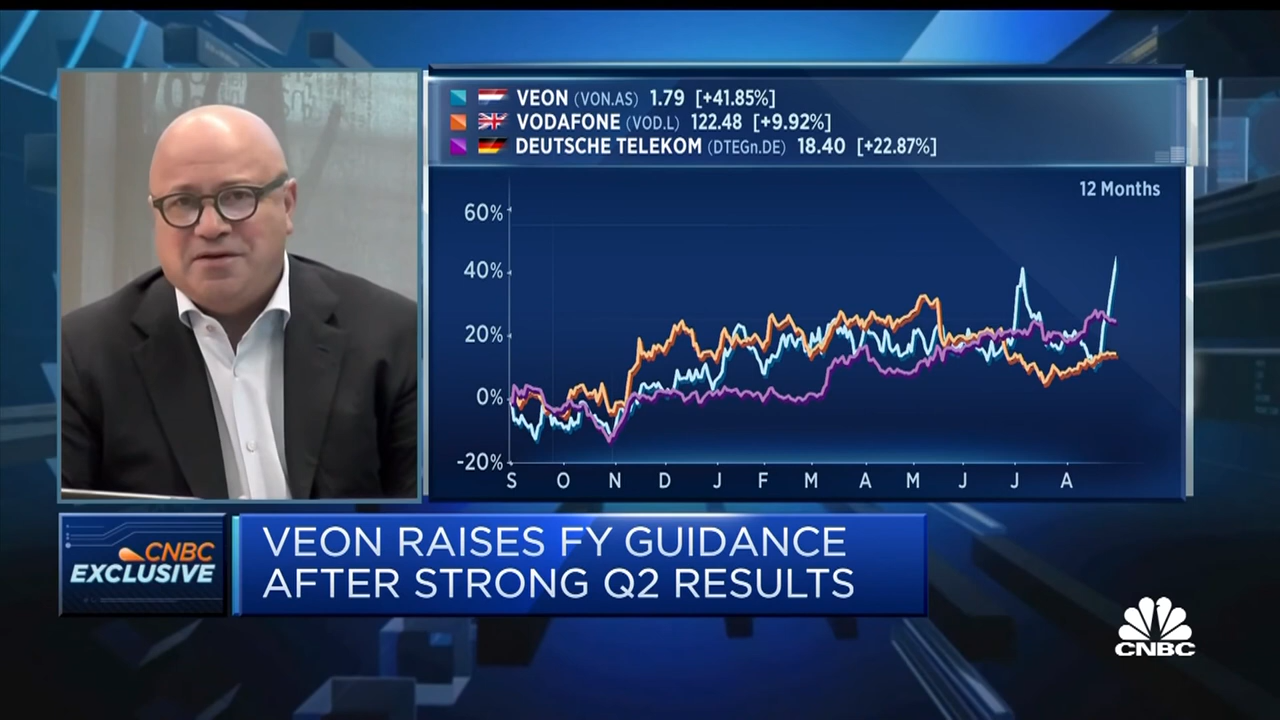 VEON (VON.AS) 1.79 [+41.85%]
VODAFONE (VOD.L) 122.48 [+9.92%]
DEUTSCHE TELEKOM (DTEGn.DE) 18.40 [+22.87%]
12 Months
60%
40%
20%
0%
-20%
S O N D J F M A M J J A
CNBC
EXCLUSIVE
VEON RAISES FY GUIDANCE
AFTER STRONG Q2 RESULTS
CNBC